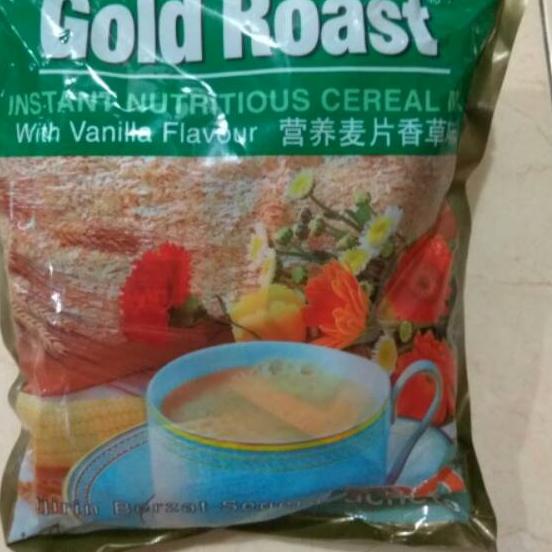 Gold Roast
INSTANT NUTRITIOUS CEREAL
With Vanilla Flavour 营养麦片香草